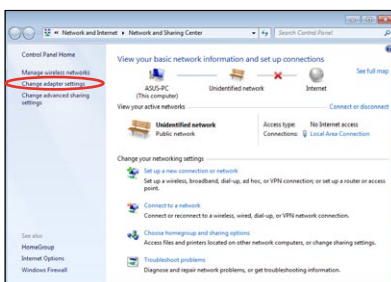 « Network and Internet ▸ Network and Sharing Center
Search Control Panel
Control Panel Home
Manage wireless networks
Change adapter settings
Change advanced sharing
settings
See also
HomeGroup
Internet Options
Windows Firewall
View your basic network information and set up connections
See full map
ASUS-PC
(This computer)
Unidentified network
Internet
View your active networks
Connect or disconnect
Unidentified network
Public network
Access type: No Internet access
Connections: Local Area Connection
Change your networking settings
Set up a new connection or network
Set up a wireless, broadband, dial-up, ad hoc, or VPN connection; or set up a router or access
point.
Connect to a network
Connect or reconnect to a wireless, wired, dial-up, or VPN network connection.
Choose homegroup and sharing options
Access files and printers located on other network computers, or change sharing settings.
Troubleshoot problems
Diagnose and repair network problems, or get troubleshooting information.